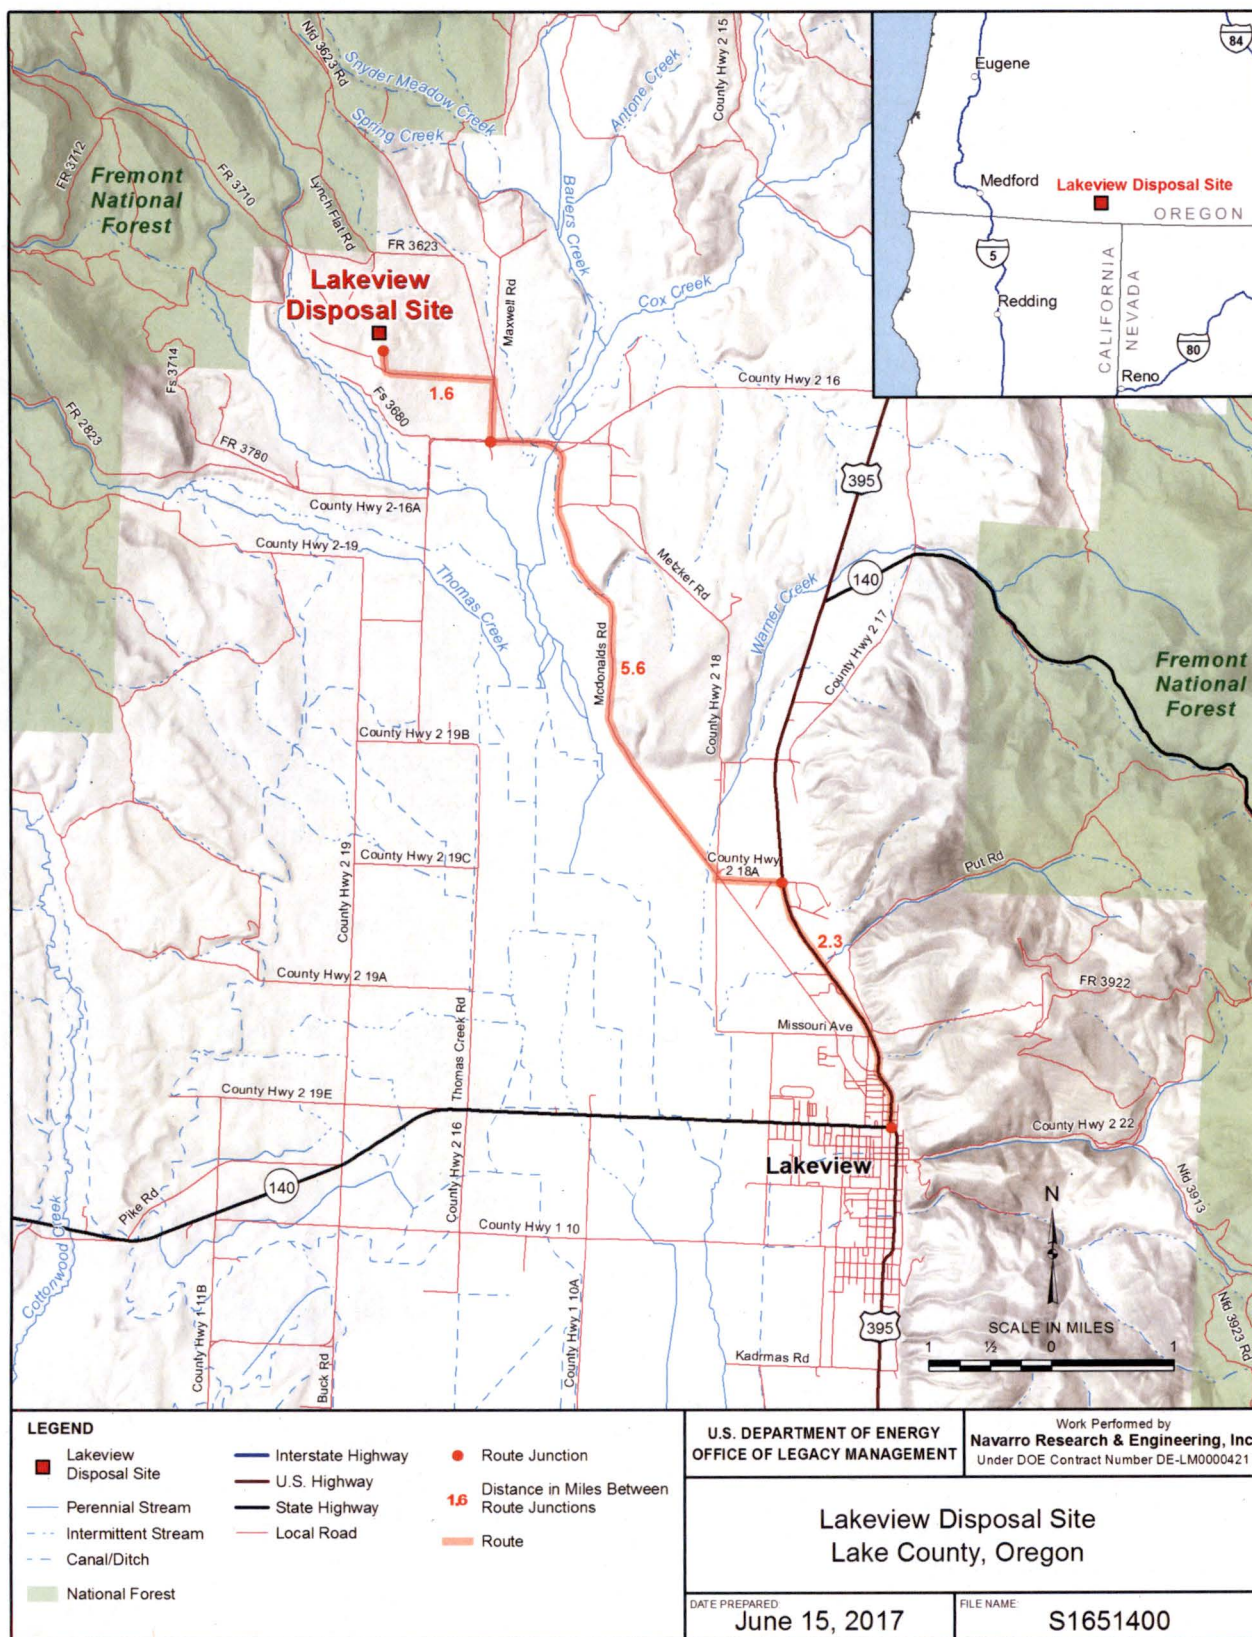 Nfd 3623 Rd
Snyder Meadow Creek
Spring Creek
Antone Creek
County Hwy 2 15
84
Eugene
Medford
Lakeview Disposal Site
OREGON
5
CALIFORNIA
NEVADA
Redding
80
Reno
FR 3712
Fremont
National
Forest
FR 3710
Lynch Flat Rd
Bauers Creek
FR 3623
Lakeview
Disposal Site
Maxwell Rd
Cox Creek
Fs 3714
1.6
County Hwy 2 16
Fs 3680
FR 2823
FR 3780
395
County Hwy 2-16A
County Hwy 2-19
Thomas Creek
Metzker Rd
Warner Creek
140
County Hwy 2 17
Mcdonalds Rd
5.6
County Hwy 2 18
Fremont
National
Forest
County Hwy 2 19B
County Hwy 2 19
County Hwy 2 19C
County Hwy
2 18A
Put Rd
2.3
County Hwy 2 19A
FR 3922
Thomas Creek Rd
Missouri Ave
County Hwy 2 19E
County Hwy 2 22
Lakeview
County Hwy 2 16
140
Pike Rd
Nfd 3913
N
Cottonwood Creek
County Hwy 1 10
County Hwy 1 11B
Buck Rd
County Hwy 1 10A
395
SCALE IN MILES
1 ½ 0 1
Kadrmas Rd
Nfd 3923 Rd
LEGEND
Lakeview
Disposal Site
Perennial Stream
Intermittent Stream
Canal/Ditch
National Forest
Interstate Highway
U.S. Highway
State Highway
Local Road
Route Junction
1.6 Distance in Miles Between
Route Junctions
Route
U.S. DEPARTMENT OF ENERGY
OFFICE OF LEGACY MANAGEMENT
Work Performed by
Navarro Research & Engineering, Inc
Under DOE Contract Number DE-LM0000421
Lakeview Disposal Site
Lake County, Oregon
DATE PREPARED:
June 15, 2017
FILE NAME:
S1651400